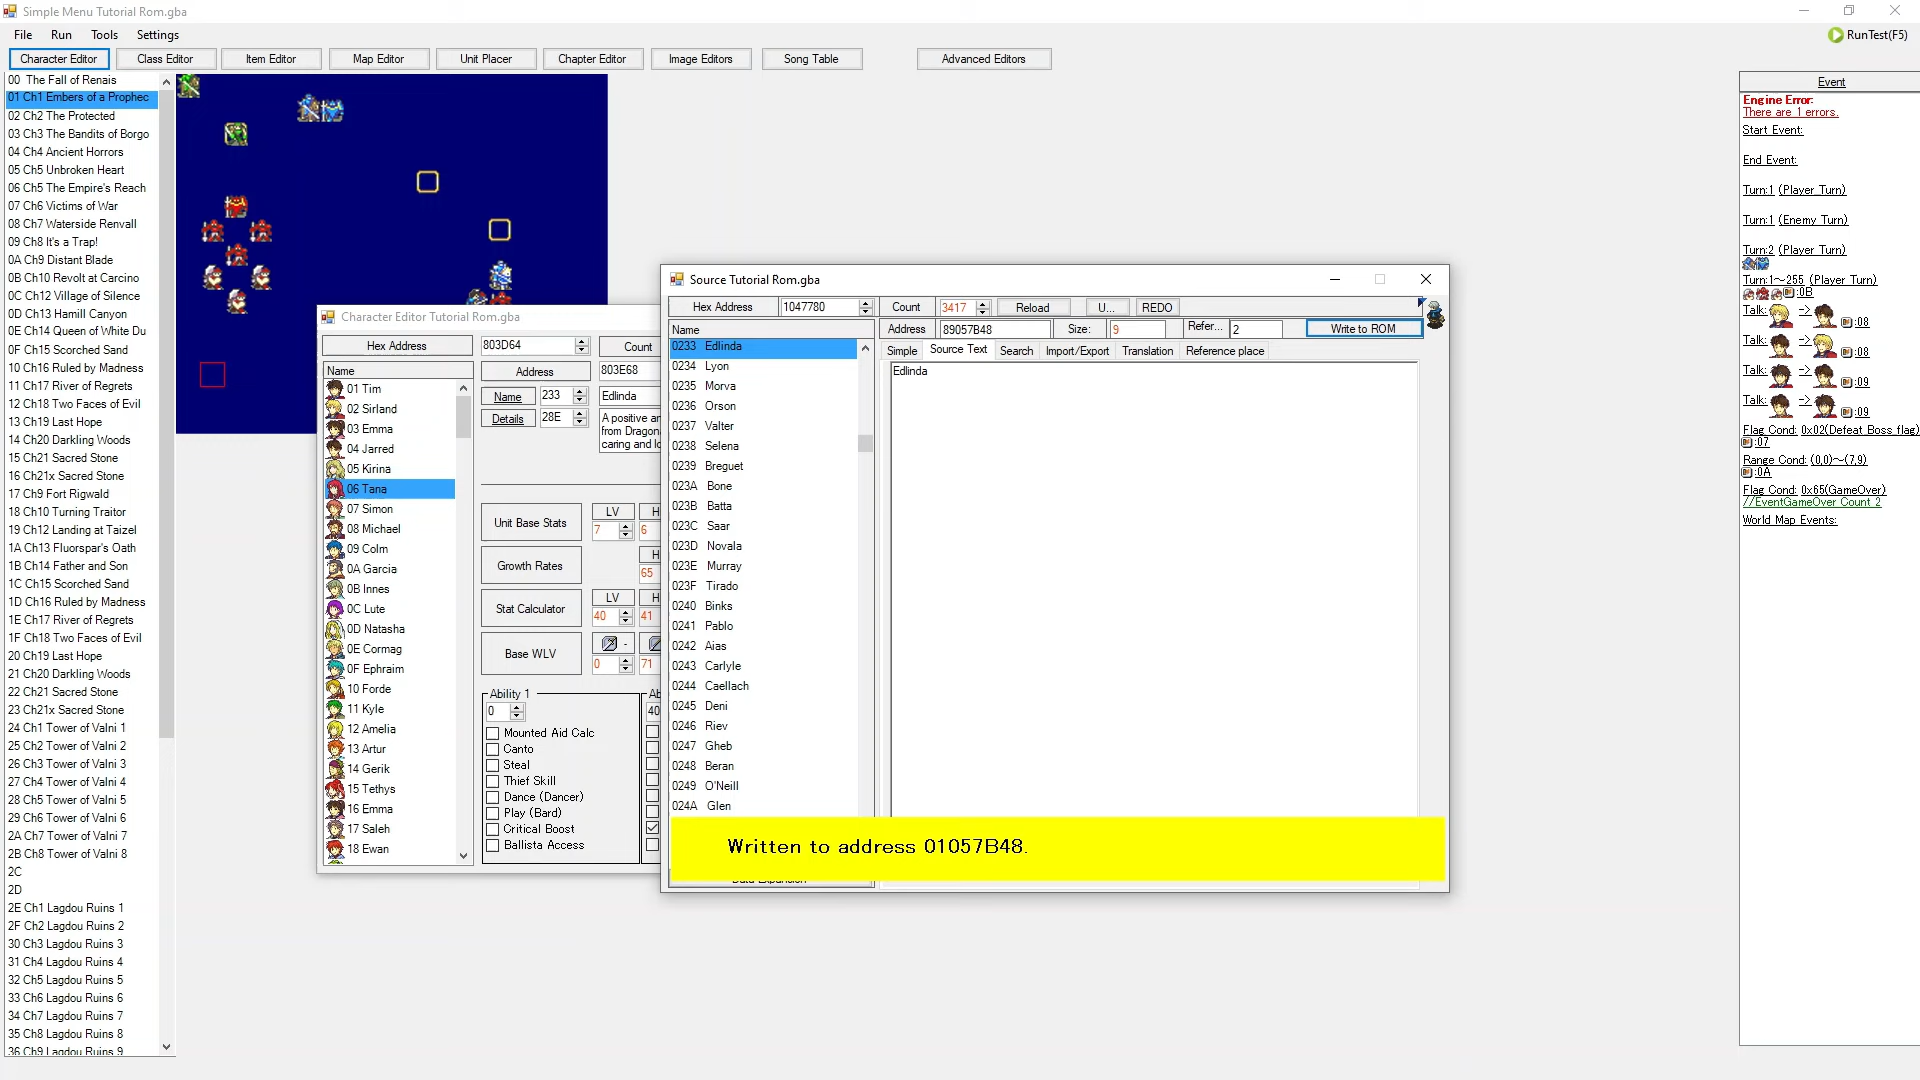 Simple Menu Tutorial Rom.gba
File Run Tools Settings
RunTest(F5)
Character Editor Class Editor Item Editor Map Editor Unit Placer Chapter Editor Image Editors Song Table Advanced Editors
00 The Fall of Renais
01 Ch1 Embers of a Prophec
02 Ch2 The Protected
03 Ch3 The Bandits of Borgo
04 Ch4 Ancient Horrors
05 Ch5 Unbroken Heart
06 Ch5 The Empire's Reach
07 Ch6 Victims of War
08 Ch7 Waterside Renvall
09 Ch8 It's a Trap!
0A Ch9 Distant Blade
0B Ch10 Revolt at Carcino
0C Ch12 Village of Silence
0D Ch13 Hamill Canyon
0E Ch14 Queen of White Du
0F Ch15 Scorched Sand
10 Ch16 Ruled by Madness
11 Ch17 River of Regrets
12 Ch18 Two Faces of Evil
13 Ch19 Last Hope
14 Ch20 Darkling Woods
15 Ch21 Sacred Stone
16 Ch21x Sacred Stone
17 Ch9 Fort Rigwald
18 Ch10 Turning Traitor
19 Ch12 Landing at Taizel
1A Ch13 Fluorspar's Oath
1B Ch14 Father and Son
1C Ch15 Scorched Sand
1D Ch16 Ruled by Madness
1E Ch17 River of Regrets
1F Ch18 Two Faces of Evil
20 Ch19 Last Hope
21 Ch20 Darkling Woods
22 Ch21 Sacred Stone
23 Ch21x Sacred Stone
24 Ch1 Tower of Valni 1
25 Ch2 Tower of Valni 2
26 Ch3 Tower of Valni 3
27 Ch4 Tower of Valni 4
28 Ch5 Tower of Valni 5
29 Ch6 Tower of Valni 6
2A Ch7 Tower of Valni 7
2B Ch8 Tower of Valni 8
2C
2D
2E Ch1 Lagdou Ruins 1
2F Ch2 Lagdou Ruins 2
30 Ch3 Lagdou Ruins 3
31 Ch4 Lagdou Ruins 4
32 Ch5 Lagdou Ruins 5
33 Ch6 Lagdou Ruins 6
34 Ch7 Lagdou Ruins 7
35 Ch8 Lagdou Ruins 8
36 Ch9 Lagdou Ruins 9
Character Editor Tutorial Rom.gba
Hex Address 803D64 Count
Name
Address 803E68
Name 233 Edlinda
Details 28E A positive an
from Dragon
caring and lo
01 Tim
02 Sirland
03 Emma
04 Jarred
05 Kirina
06 Tana
07 Simon
08 Michael
09 Colm
0A Garcia
0B Innes
0C Lute
0D Natasha
0E Cormag
0F Ephraim
10 Forde
11 Kyle
12 Amelia
13 Artur
14 Gerik
15 Tethys
16 Emma
17 Saleh
18 Ewan
Unit Base Stats LV H
7 6
Growth Rates H
65
Stat Calculator LV H
40 41
Base WLV -
0 71
Ability 1 Ab
0 40
Mounted Aid Calc
Canto
Steal
Thief Skill
Dance (Dancer)
Play (Bard)
Critical Boost
Ballista Access
Source Tutorial Rom.gba
Hex Address 1047780 Count 3417 Reload U... REDO
Name
Address 89057B48 Size: 9 Refer... 2 Write to ROM
Simple Source Text Search Import/Export Translation Reference place
Edlinda
0233 Edlinda
0234 Lyon
0235 Morva
0236 Orson
0237 Valter
0238 Selena
0239 Breguet
023A Bone
023B Batta
023C Saar
023D Novala
023E Murray
023F Tirado
0240 Binks
0241 Pablo
0242 Aias
0243 Carlyle
0244 Caellach
0245 Deni
0246 Riev
0247 Gheb
0248 Beran
0249 O'Neill
024A Glen
Written to address 01057B48.
Data Expansion
Event
Engine Error:
There are 1 errors.
Start Event:
End Event:
Turn:1 (Player Turn)
Turn:1 (Enemy Turn)
Turn:2 (Player Turn)
Turn:1~255 (Player Turn)
:0B
Talk: -> :08
Talk: -> :08
Talk: -> :09
Talk: -> :09
Flag Cond: 0x02(Defeat Boss flag)
:07
Range Cond: (0,0)~(7,9)
:0A
Flag Cond: 0x65(GameOver)
//EventGameOver Count 2
World Map Events: